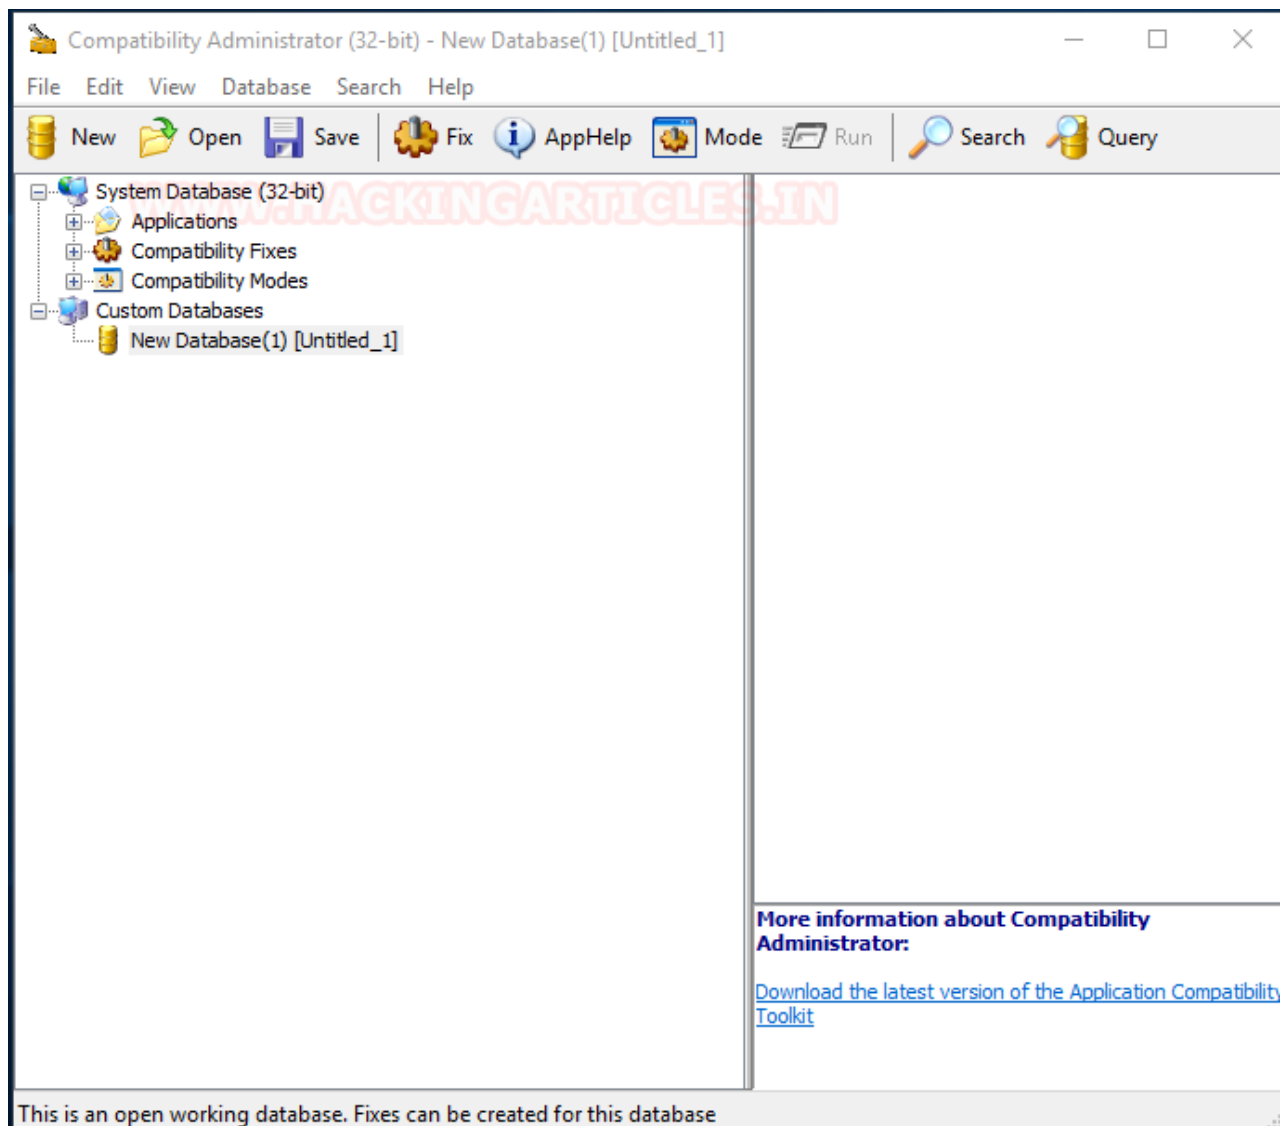 Compatibility Administrator (32-bit) - New Database(1) [Untitled_1]
File Edit View Database Search Help
New Open Save Fix AppHelp Mode Run Search Query
System Database (32-bit)
WWW.HACKINGARTICLES.IN
Applications
Compatibility Fixes
Compatibility Modes
Custom Databases
New Database(1) [Untitled_1]
More information about Compatibility
Administrator:
Download the latest version of the Application Compatibility
Toolkit
This is an open working database. Fixes can be created for this database